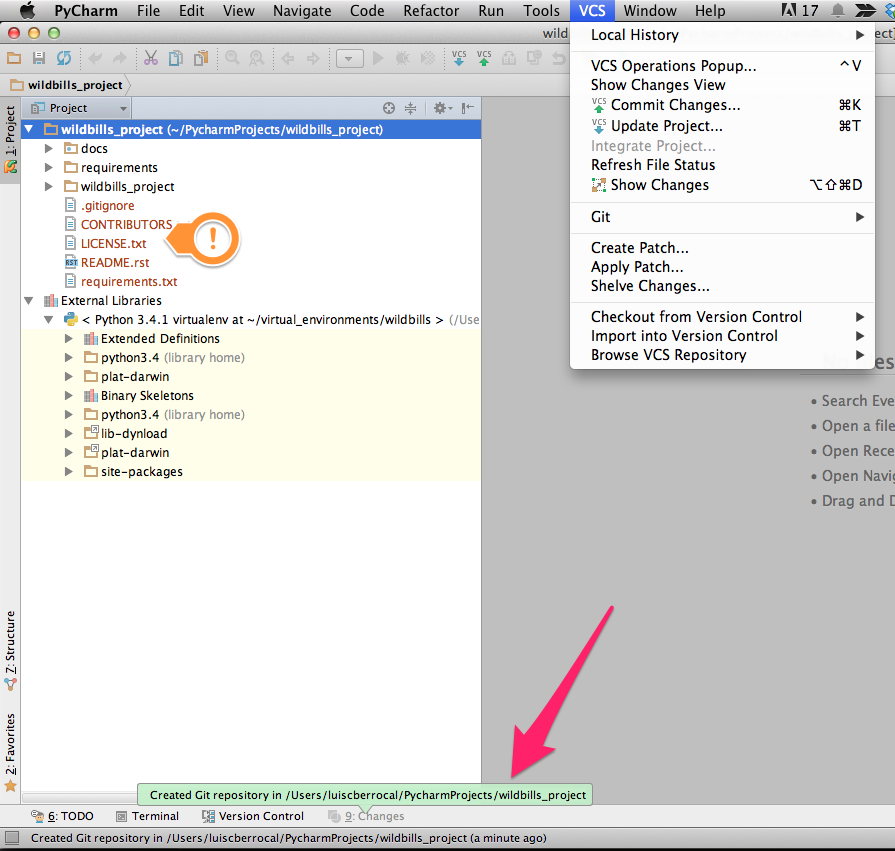 PyCharm File Edit View Navigate Code Refactor Run Tools VCS Window Help 17
wild
Local History
VCS Operations Popup... ^V
Show Changes View
VCS Commit Changes... ⌘K
VCS Update Project... ⌘T
Integrate Project...
Refresh File Status
Show Changes ⌥⇧⌘D
Git
Create Patch...
Apply Patch...
Shelve Changes...
Checkout from Version Control
Import into Version Control
Browse VCS Repository
VCS VCS
wildbills_project
1: Project
Project
wildbills_project (~/PycharmProjects/wildbills_project)
docs
requirements
wildbills_project
.gitignore
CONTRIBUTORS
!
LICENSE.txt
RST README.rst
requirements.txt
External Libraries
< Python 3.4.1 virtualenv at ~/virtual_environments/wildbills > (/Use
Extended Definitions
python3.4 (library home)
plat-darwin
Binary Skeletons
python3.4 (library home)
lib-dynload
plat-darwin
site-packages
• Search Eve
• Open a file
• Open Rece
• Open Navig
• Drag and D
Z: Structure
2: Favorites
Created Git repository in /Users/luiscberrocal/PycharmProjects/wildbills_project
6: TODO Terminal Version Control 9: Changes
Created Git repository in /Users/luiscberrocal/PycharmProjects/wildbills_project (a minute ago)